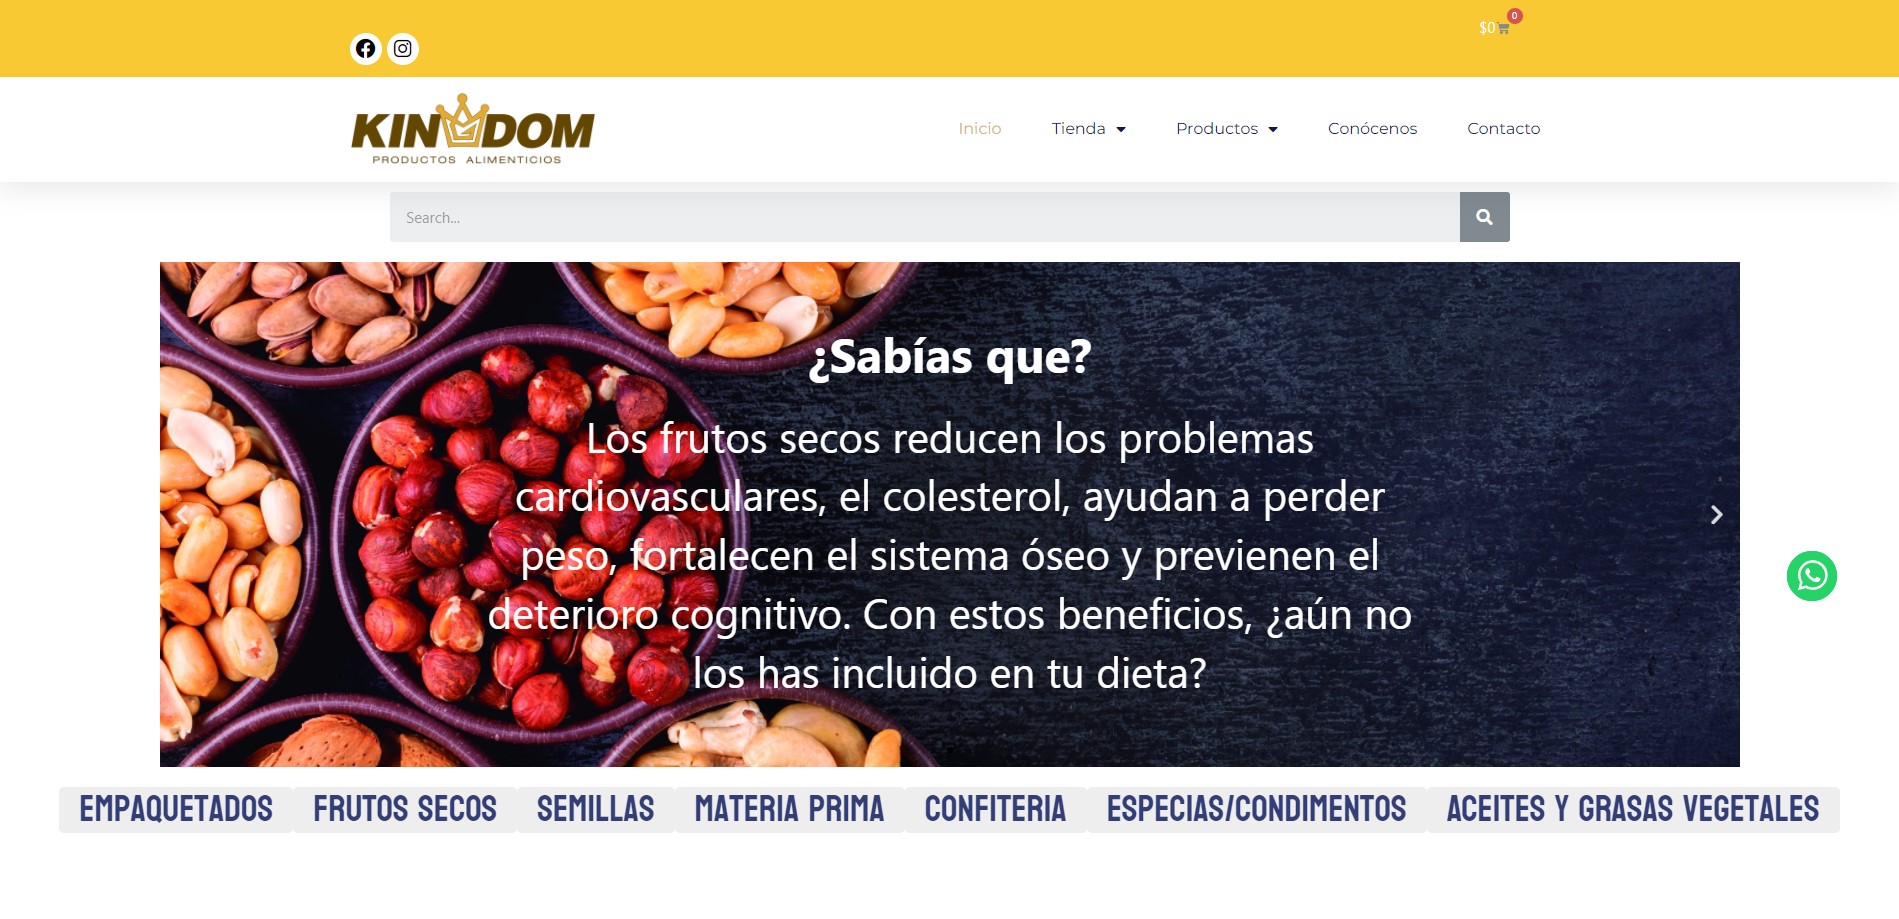 $0
0
KINGDOM
PRODUCTOS ALIMENTICIOS
Inicio
Tienda
Productos
Conócenos
Contacto
Search...
¿Sabías que?
Los frutos secos reducen los problemas
cardiovasculares, el colesterol, ayudan a perder
peso, fortalecen el sistema óseo y previenen el
deterioro cognitivo. Con estos beneficios, ¿aún no
los has incluido en tu dieta?
EMPAQUETADOS
FRUTOS SECOS
SEMILLAS
MATERIA PRIMA
CONFITERIA
ESPECIAS/CONDIMENTOS
ACEITES Y GRASAS VEGETALES